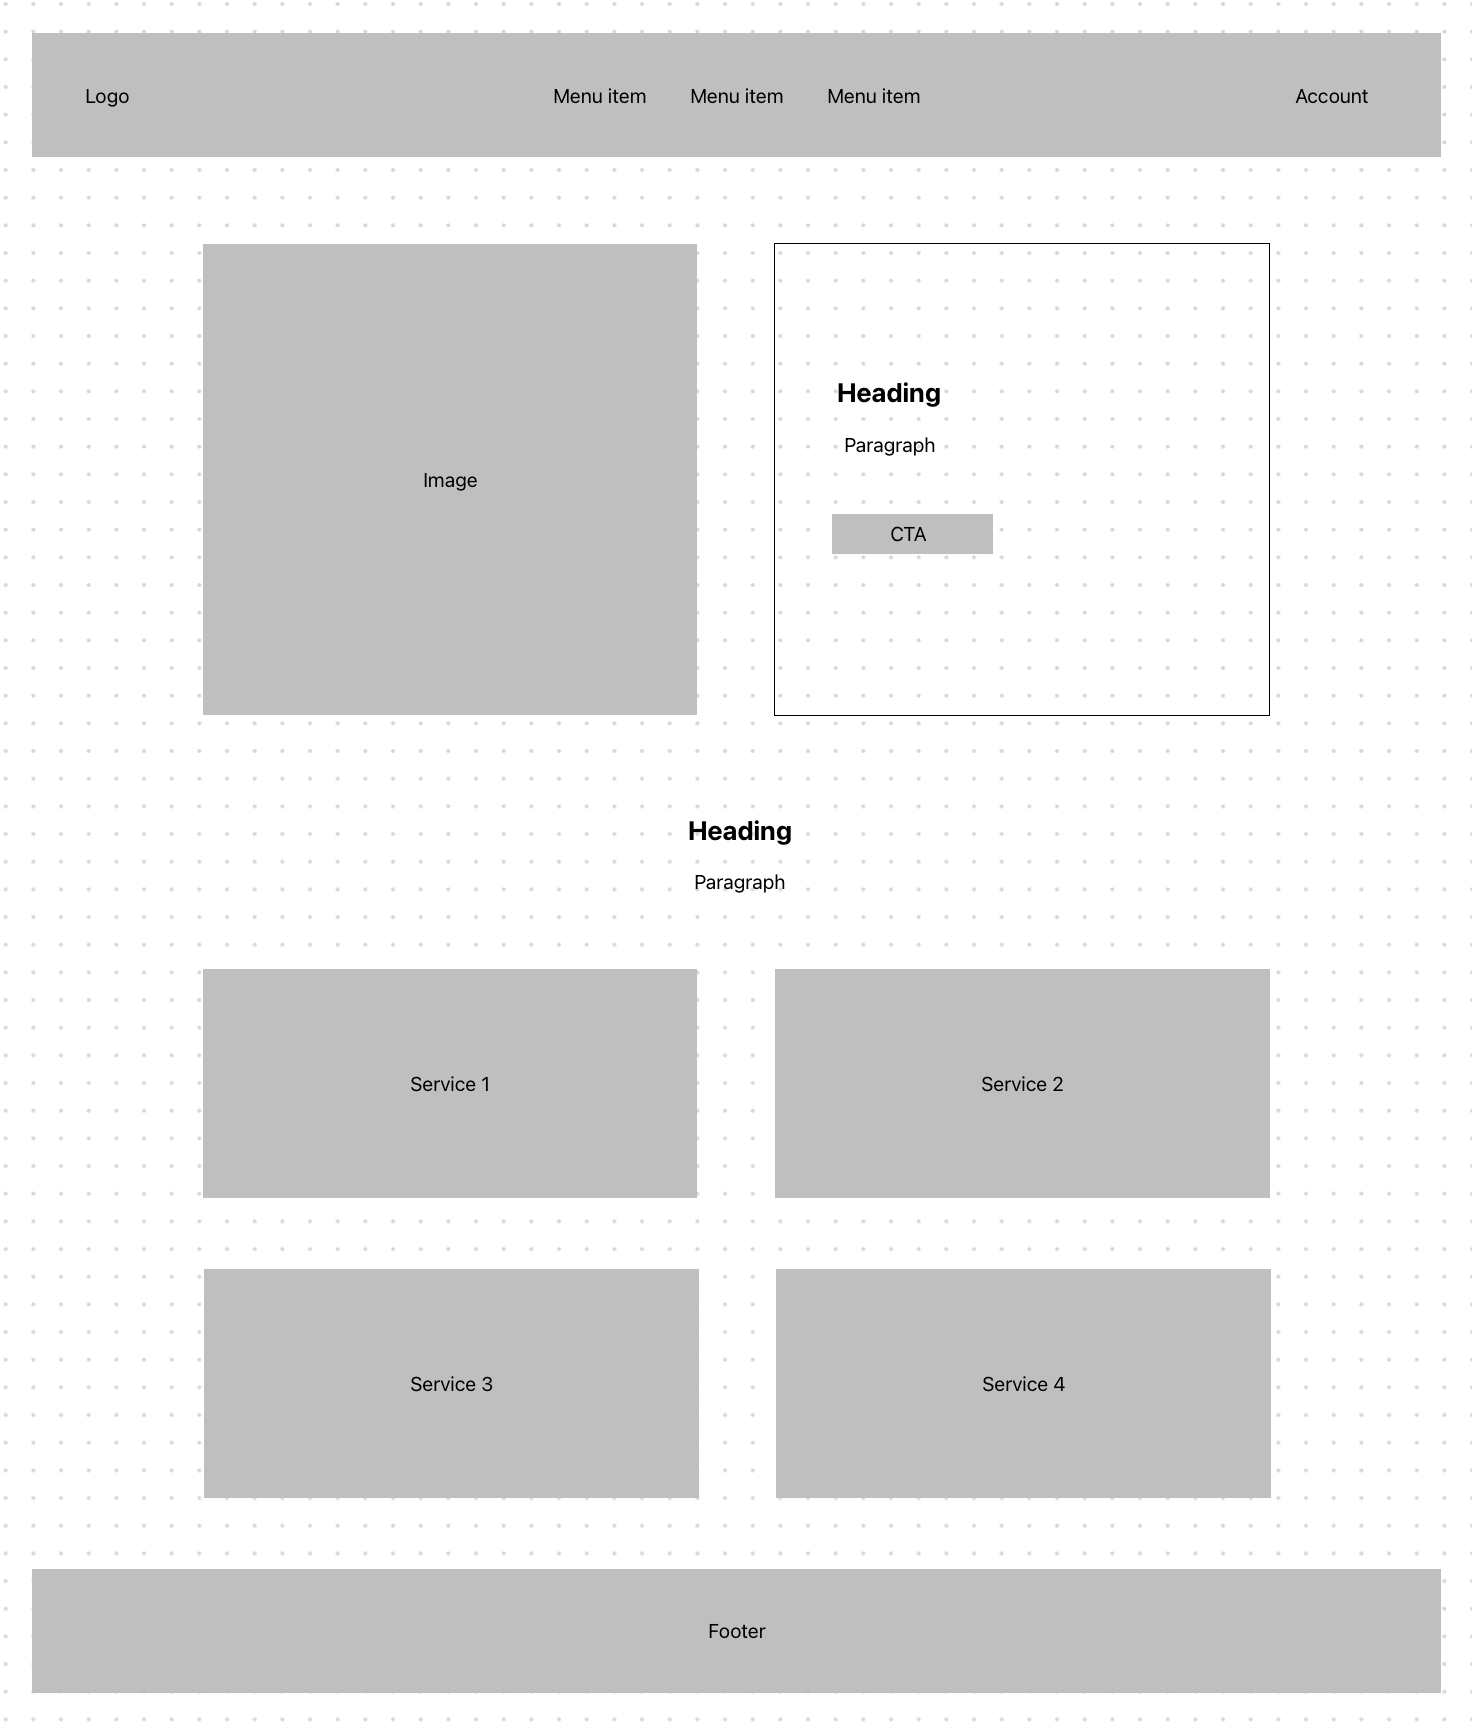 Logo
Menu item
Menu item
Menu item
Account
Image
Heading
Paragraph
CTA
Heading
Paragraph
Service 1
Service 2
Service 3
Service 4
Footer